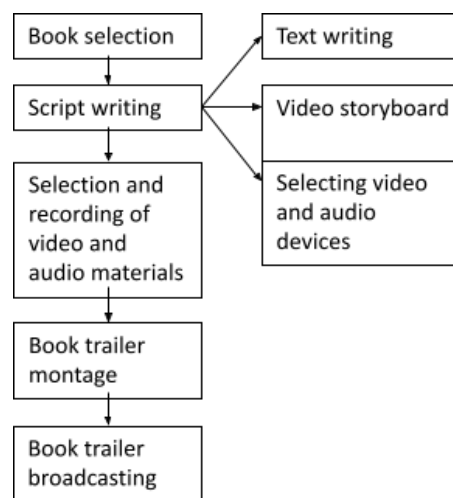 Book selection
Text writing
Script writing
Video storyboard
Selection and
recording of
video and
audio materials
Selecting video
and audio
devices
Book trailer
montage
Book trailer
broadcasting